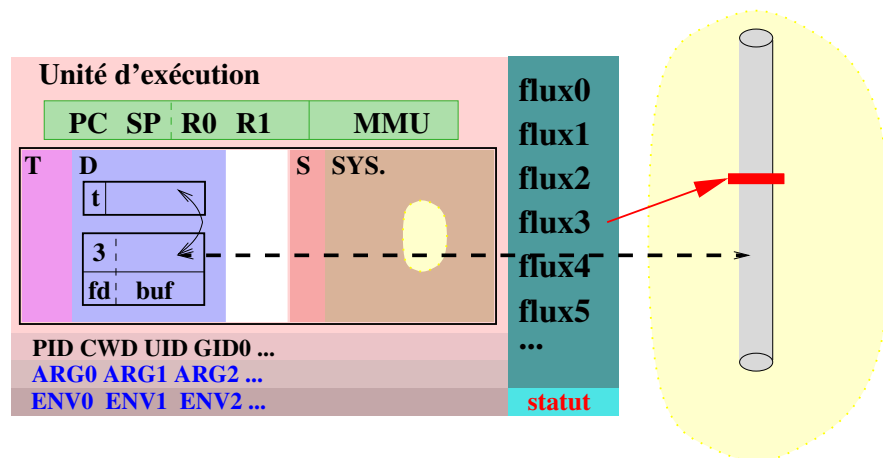 Unité d'exécution
PC SP R0 R1 MMU
T D S SYS.
t
3
fd buf
flux0
flux1
flux2
flux3
flux4
flux5
...
PID CWD UID GID0 ...
ARG0 ARG1 ARG2 ...
ENV0 ENV1 ENV2 ...
statut